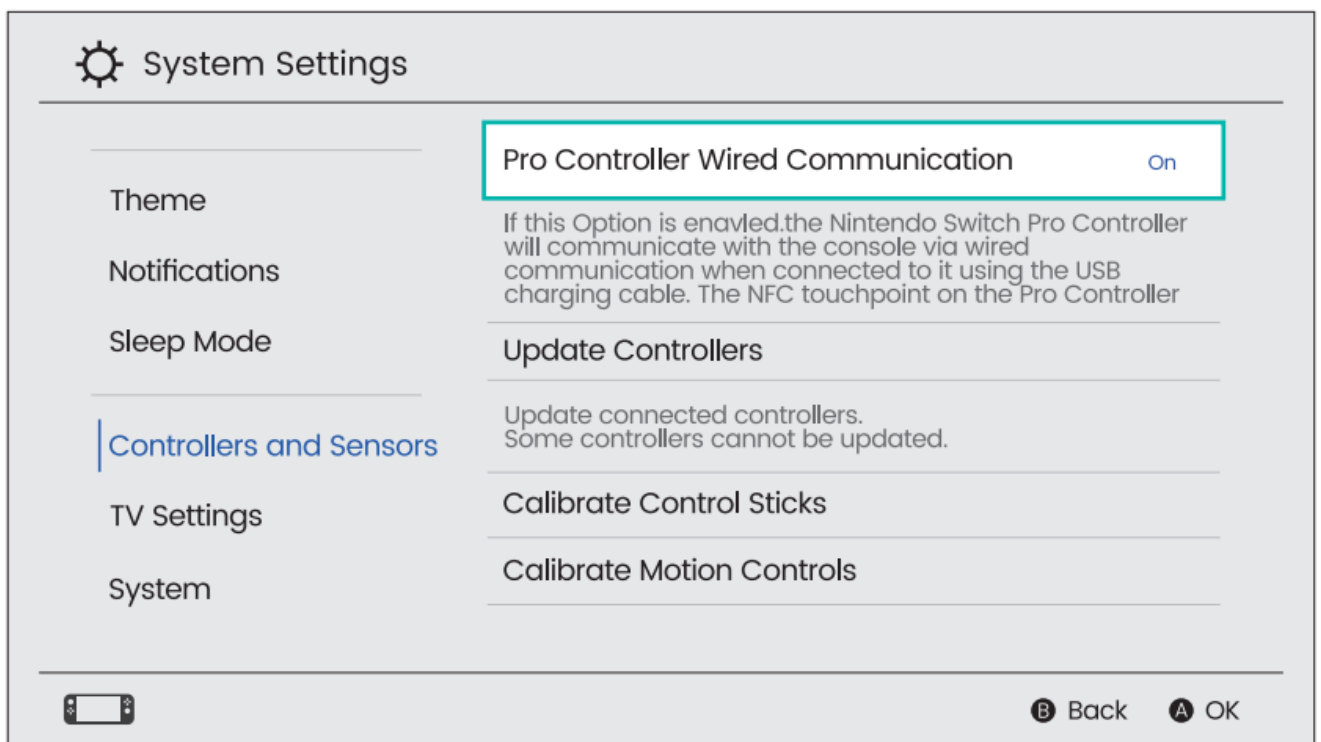 System Settings
Theme
Notifications
Sleep Mode
Controllers and Sensors
TV Settings
System
Pro Controller Wired Communication On
If this Option is enavled.the Nintendo Switch Pro Controller
will communicate with the console via wired
communication when connected to it using the USB
charging cable. The NFC touchpoint on the Pro Controller
Update Controllers
Update connected controllers.
Some controllers cannot be updated.
Calibrate Control Sticks
Calibrate Motion Controls
B Back A OK